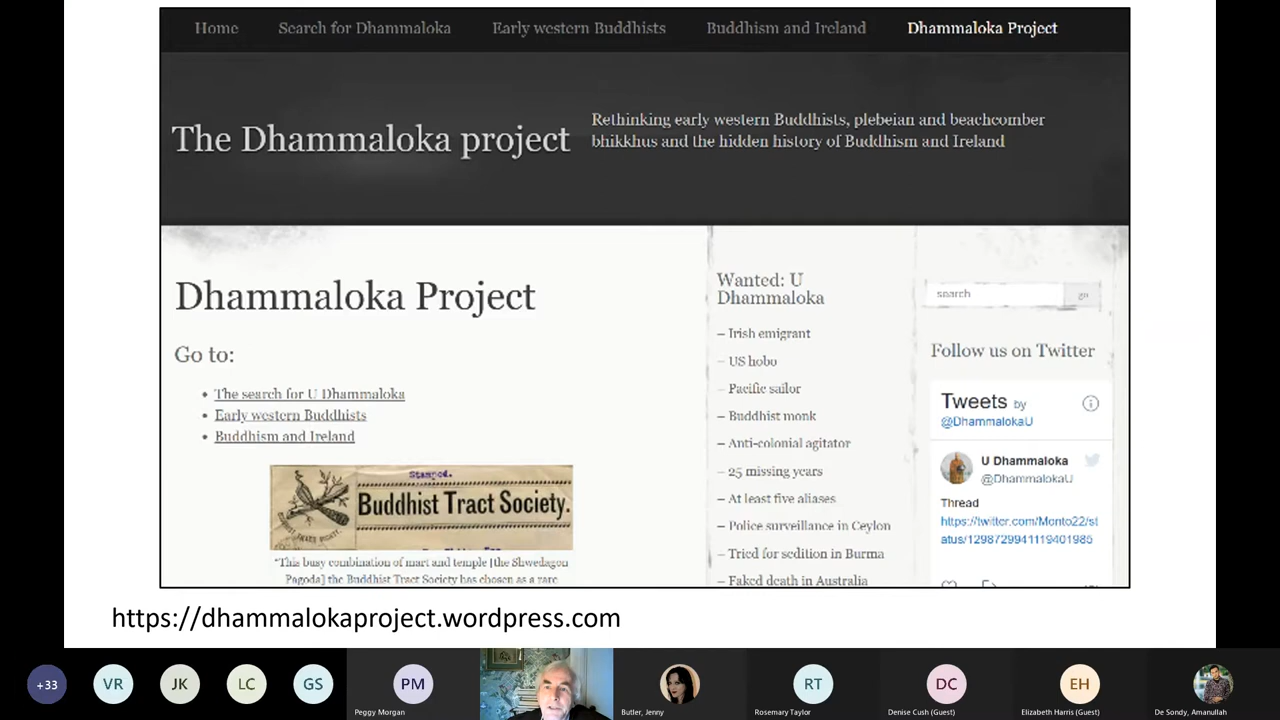 Home Search for Dhammaloka Early western Buddhists Buddhism and Ireland Dhammaloka Project
The Dhammaloka project
Rethinking early western Buddhists, plebeian and beachcomber
bhikkhus and the hidden history of Buddhism and Ireland
Dhammaloka Project
Go to:
• The search for U Dhammaloka
• Early western Buddhists
• Buddhism and Ireland
Stamped.
Buddhist Tract Society.
"This busy combination of mart and temple [the Shwedagon
Pagoda] the Buddhist Tract Society has chosen as a rare
Wanted: U
Dhammaloka
– Irish emigrant
– US hobo
– Pacific sailor
– Buddhist monk
– Anti-colonial agitator
– 25 missing years
– At least five aliases
– Police surveillance in Ceylon
– Tried for sedition in Burma
– Faked death in Australia
search go
Follow us on Twitter
Tweets by
@DhammalokaU
U Dhammaloka
@DhammalokaU
Thread
https://twitter.com/Monto22/st
atus/1298729941119401985
https://dhammalokaproject.wordpress.com
+33 VR JK LC GS PM RT DC EH
Peggy Morgan Butler, Jenny Rosemary Taylor Denise Cush (Guest) Elizabeth Harris (Guest) De Sondy, Amanullah